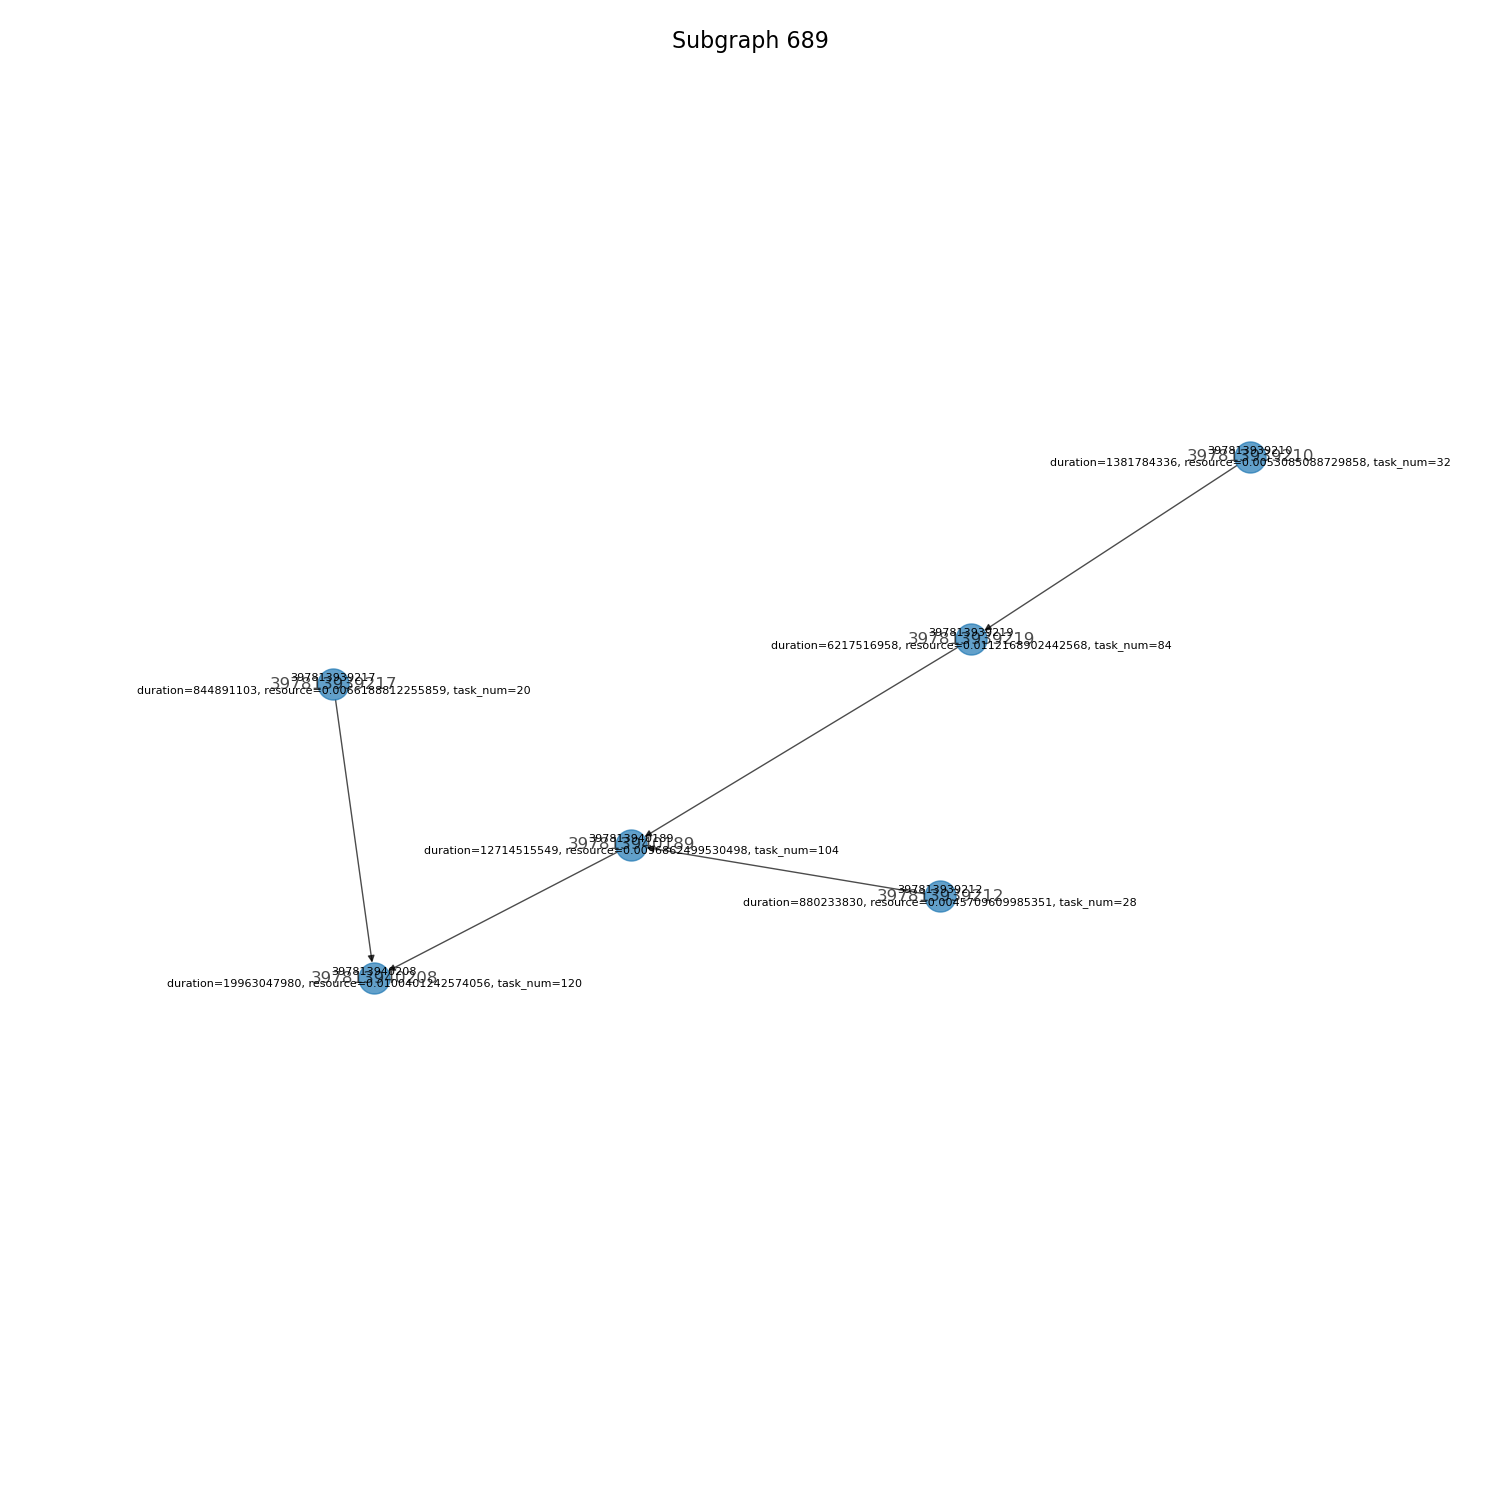 Subgraph 689
397813939210
397813939210
duration=1381784336, resource=0.0053085088729858, task_num=32
397813939219
397813939219
duration=6217516958, resource=0.0112168902442568, task_num=84
397813939217
397813939217
duration=844891103, resource=0.0066188812255859, task_num=20
397813940189
397813940189
duration=12714515549, resource=0.0096862499530498, task_num=104
397813939212
397813939212
duration=880233830, resource=0.0045709609985351, task_num=28
397813940208
397813940208
duration=19963047980, resource=0.0100401242574056, task_num=120